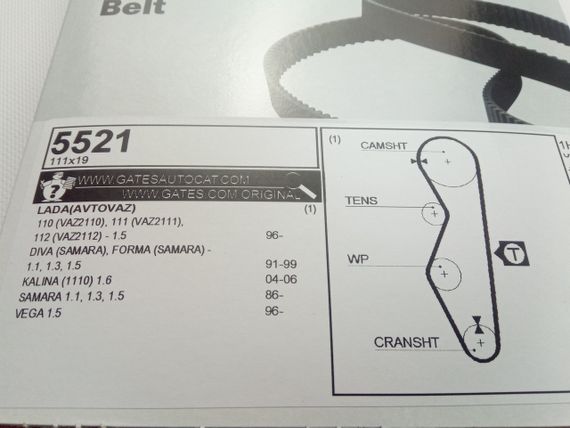 Belt
5521
111x19
WWW.GATESAUTOCAT.COM
WWW.GATES.COM ORIGINAL
LADA(AVTOVAZ) (1)
110 (VAZ2110), 111 (VAZ2111),
112 (VAZ2112) - 1.5 96-
DIVA (SAMARA), FORMA (SAMARA) -
1.1, 1.3, 1.5 91-99
KALINA (1110) 1.6 04-06
SAMARA 1.1, 1.3, 1.5 86-
VEGA 1.5 96-
(1)
CAMSHT
TENS
WP
CRANSHT
T